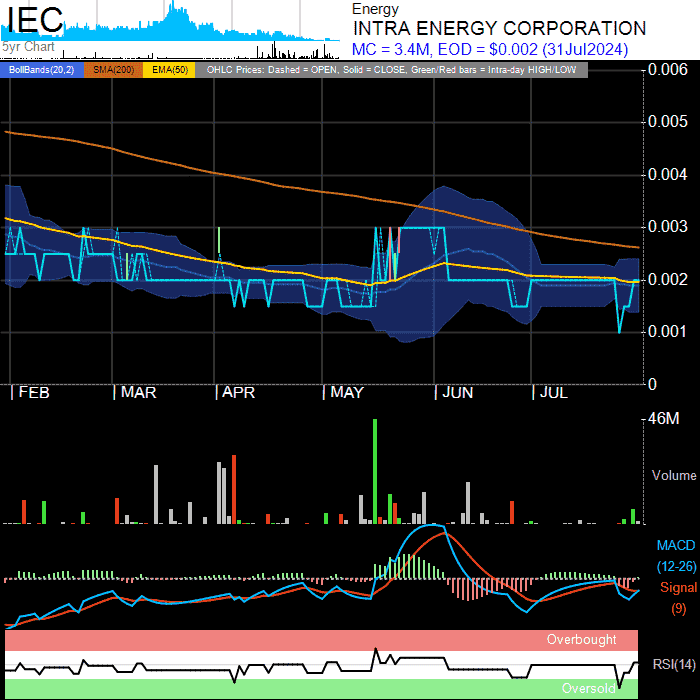 IEC
5yr Chart
Energy
INTRA ENERGY CORPORATION
MC = 3.4M, EOD = $0.002 (31Jul2024)
BollBands(20,2) SMA(200) EMA(50) OHLC Prices: Dashed = OPEN, Solid = CLOSE, Green/Red bars = Intra-day HIGH/LOW
0.006
0.005
0.004
0.003
0.002
0.001
0
FEB MAR APR MAY JUN JUL
46M
Volume
MACD
(12-26)
Signal
(9)
Overbought
RSI(14)
Oversold